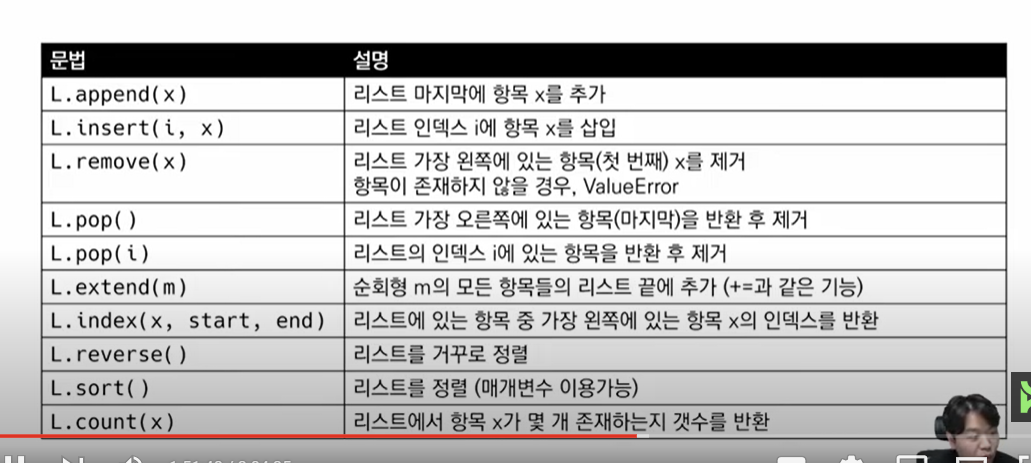 문법 설명
L.append(x) 리스트 마지막에 항목 x를 추가
L.insert(i, x) 리스트 인덱스 i에 항목 x를 삽입
L.remove(x) 리스트 가장 왼쪽에 있는 항목(첫 번째) x를 제거
항목이 존재하지 않을 경우, ValueError
L.pop() 리스트 가장 오른쪽에 있는 항목(마지막)을 반환 후 제거
L.pop(i) 리스트의 인덱스 i에 있는 항목을 반환 후 제거
L.extend(m) 순회형 m의 모든 항목들의 리스트 끝에 추가 (+=과 같은 기능)
L.index(x, start, end) 리스트에 있는 항목 중 가장 왼쪽에 있는 항목 x의 인덱스를 반환
L.reverse() 리스트를 거꾸로 정렬
L.sort() 리스트를 정렬 (매개변수 이용가능)
L.count(x) 리스트에서 항목 x가 몇 개 존재하는지 갯수를 반환